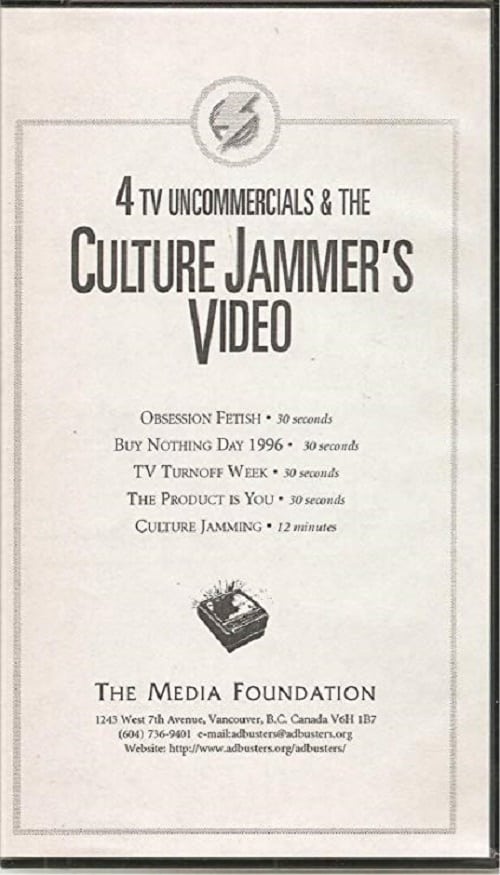 4 TV UNCOMMERCIALS & THE
CULTURE JAMMER'S
VIDEO
OBSESSION FETISH • 30 seconds
BUY NOTHING DAY 1996 • 30 seconds
TV TURNOFF WEEK • 30 seconds
THE PRODUCT IS YOU • 30 seconds
CULTURE JAMMING • 12 minutes
THE MEDIA FOUNDATION
1243 West 7th Avenue, Vancouver, B.C. Canada V6H 1B7
(604) 736-9401 e-mail:adbusters@adbusters.org
Website: http://www.adbusters.org/adbusters/